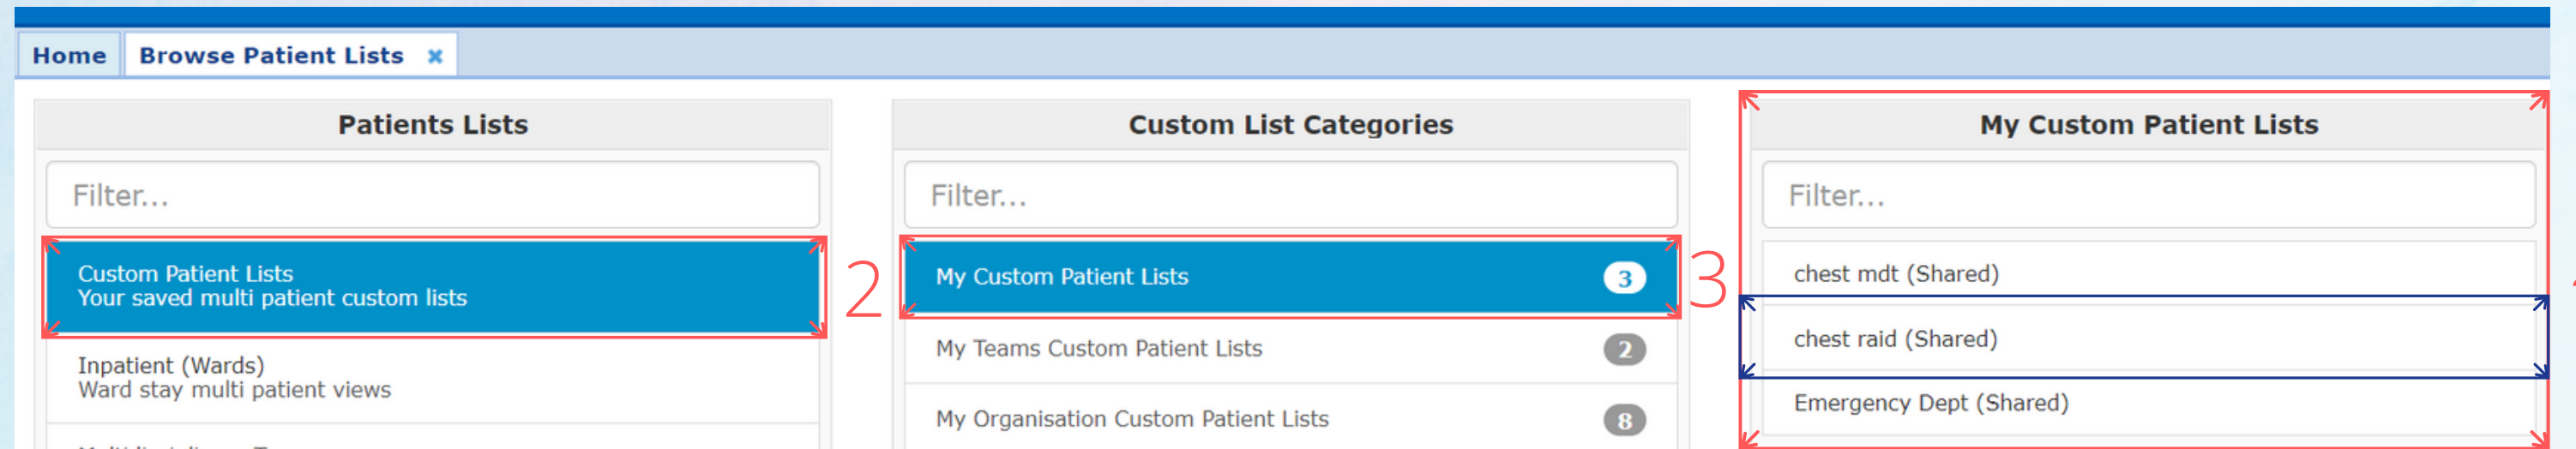 Home
Browse Patient Lists ×
Patients Lists
Filter...
Custom Patient Lists
Your saved multi patient custom lists
Inpatient (Wards)
Ward stay multi patient views
2
Custom List Categories
Filter...
My Custom Patient Lists 3
My Teams Custom Patient Lists 2
My Organisation Custom Patient Lists 8
3
My Custom Patient Lists
Filter...
chest mdt (Shared)
chest raid (Shared)
Emergency Dept (Shared)